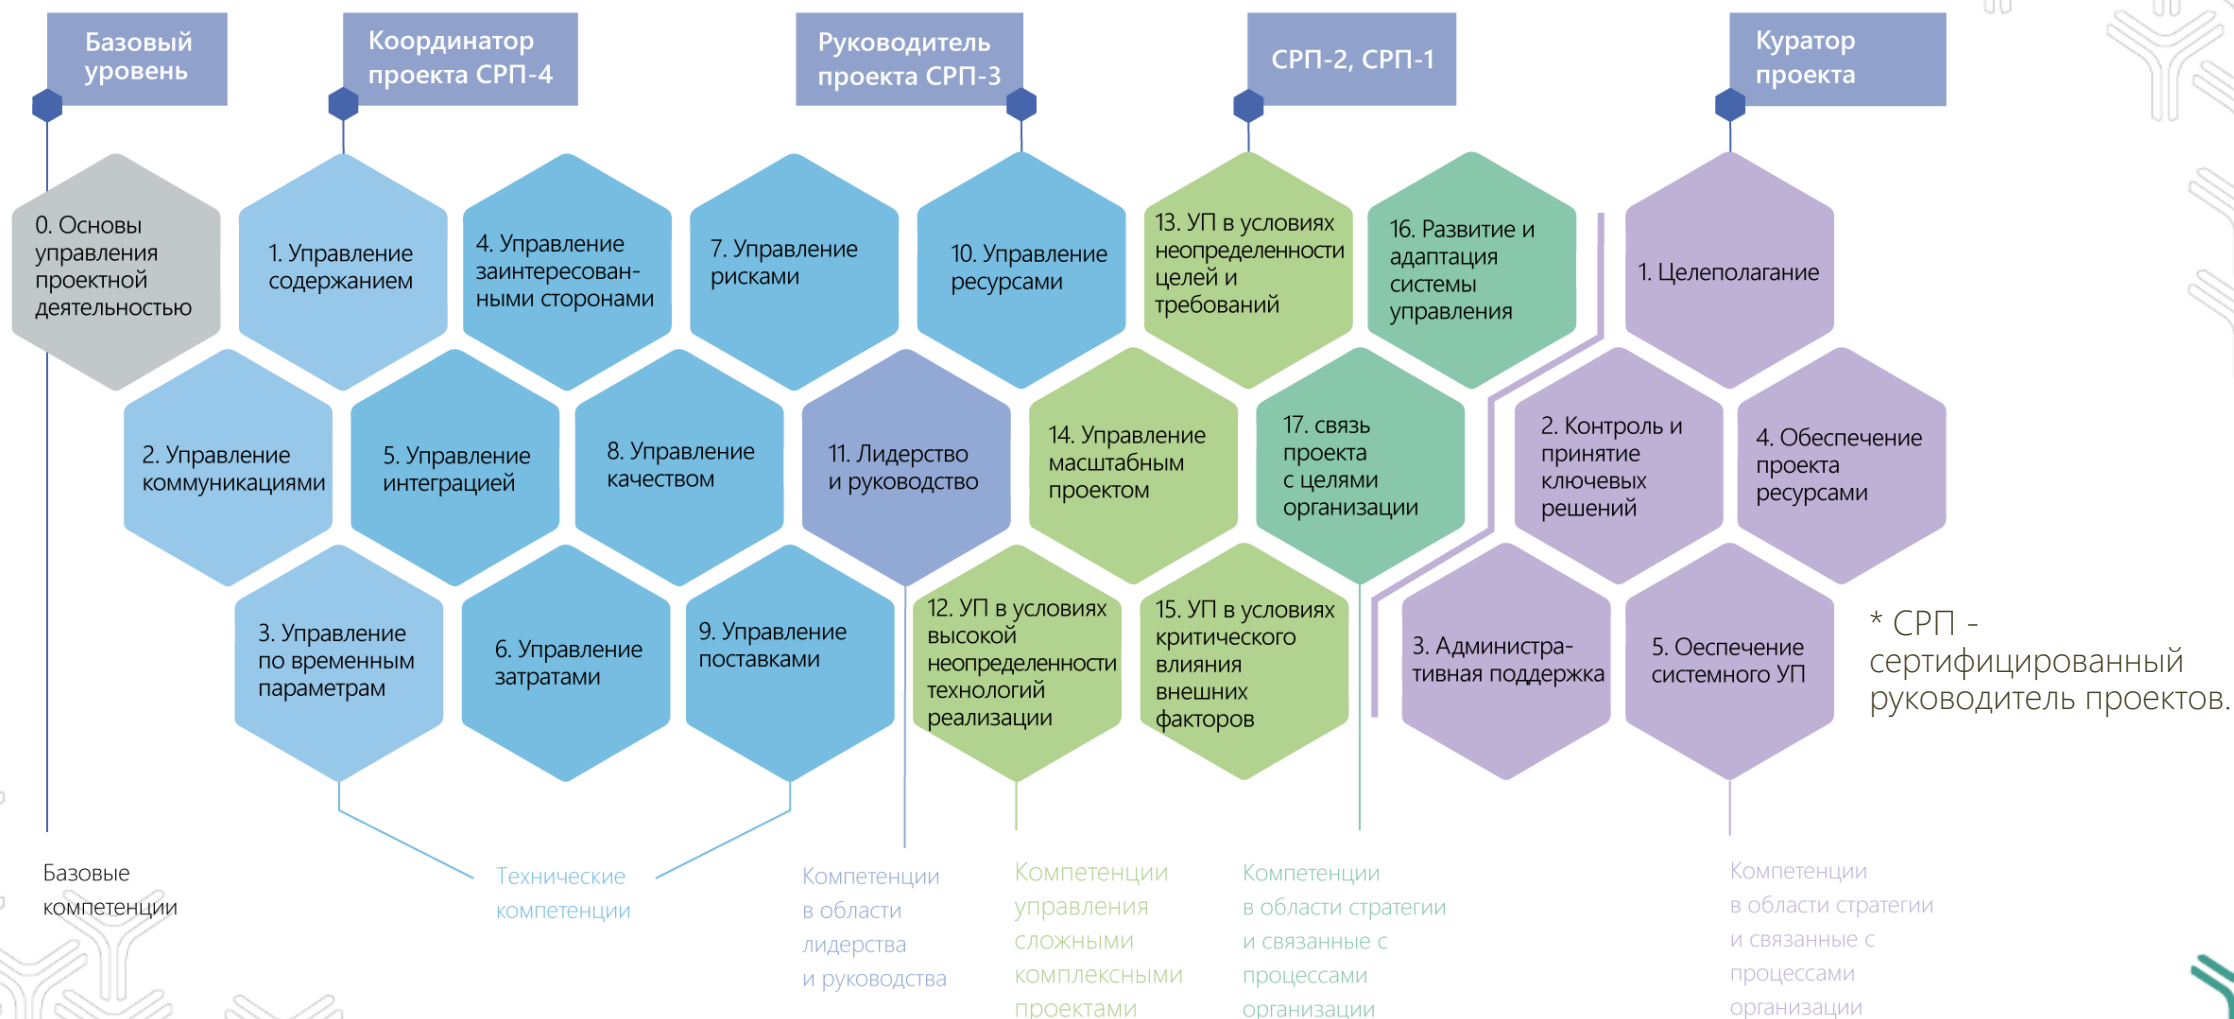 Базовый
уровень
Координатор
проекта СРП-4
Руководитель
проекта СРП-3
СРП-2, СРП-1
Куратор
проекта
0. Основы
управления
проектной
деятельностью
1. Управление
содержанием
4. Управление
заинтересован-
ными сторонами
7. Управление
рисками
10. Управление
ресурсами
13. УП в условиях
неопределенности
целей и
требований
16. Развитие и
адаптация
системы
управления
1. Целеполагание
2. Управление
коммуникациями
5. Управление
интеграцией
8. Управление
качеством
11. Лидерство
и руководство
14. Управление
масштабным
проектом
17. связь
проекта
с целями
организации
2. Контроль и
принятие
ключевых
решений
4. Обеспечение
проекта
ресурсами
3. Управление
по временным
параметрам
6. Управление
затратами
9. Управление
поставками
12. УП в условиях
высокой
неопределенности
технологий
реализации
15. УП в условиях
критического
влияния
внешних
факторов
3. Администра-
тивная поддержка
5. Оеспечение
системного УП
* СРП -
сертифицированный
руководитель проектов.
Базовые
компетенции
Технические
компетенции
Компетенции
в области
лидерства
и руководства
Компетенции
управления
сложными
комплексными
проектами
Компетенции
в области стратегии
и связанные с
процессами
организации
Компетенции
в области стратегии
и связанные с
процессами
организации